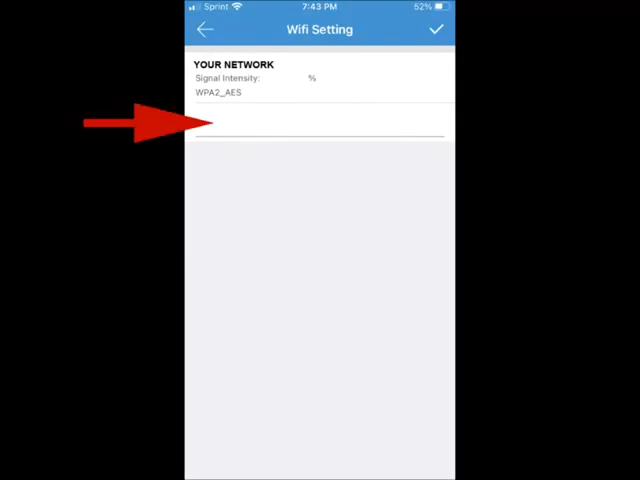 Sprint 7:43 PM 52%
Wifi Setting
YOUR NETWORK
Signal Intensity: %
WPA2_AES